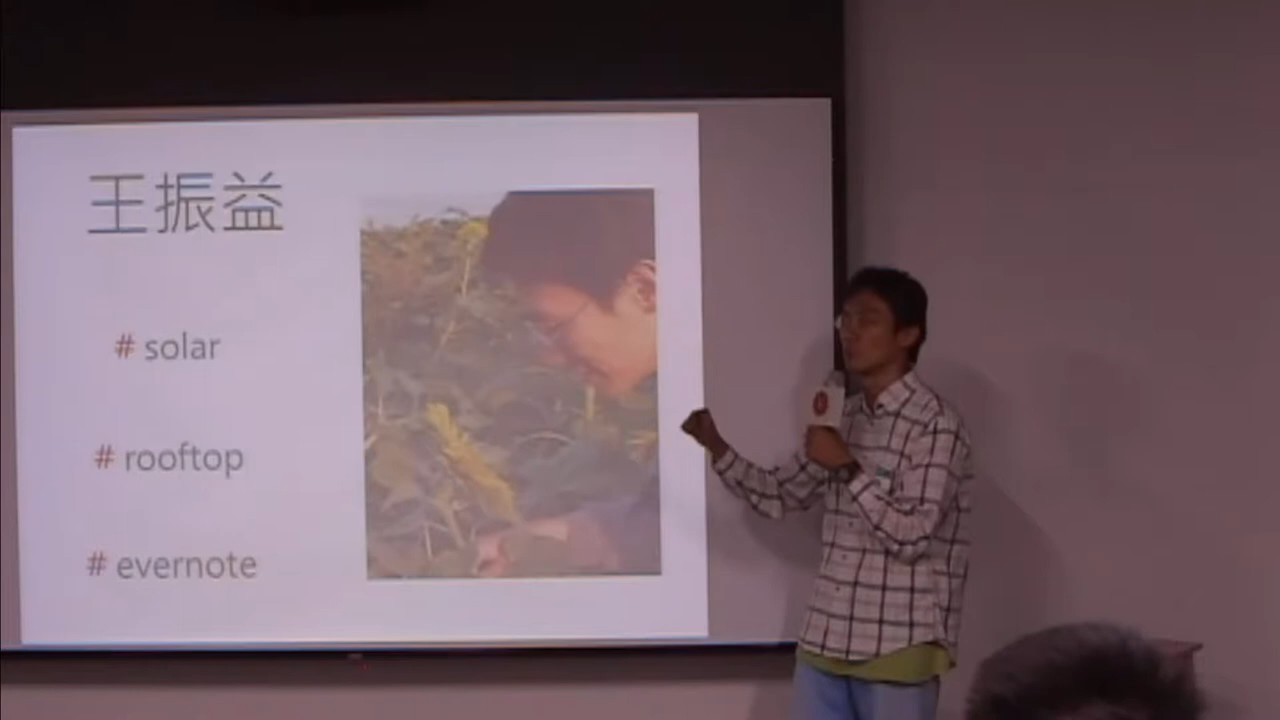 王振益
# solar
# rooftop
# evernote